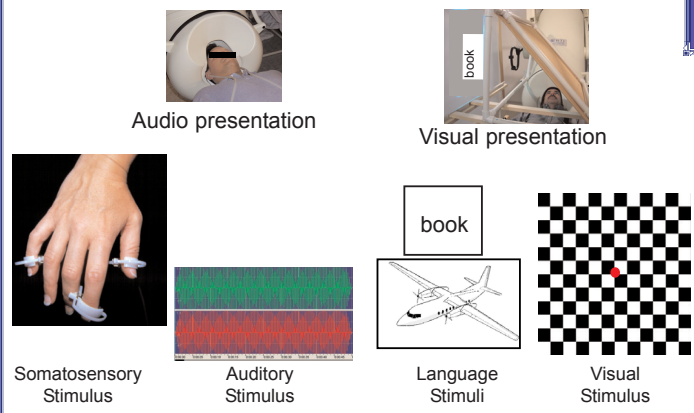 book
Audio presentation
Visual presentation
book
Somatosensory
Stimulus
Auditory
Stimulus
Language
Stimuli
Visual
Stimulus